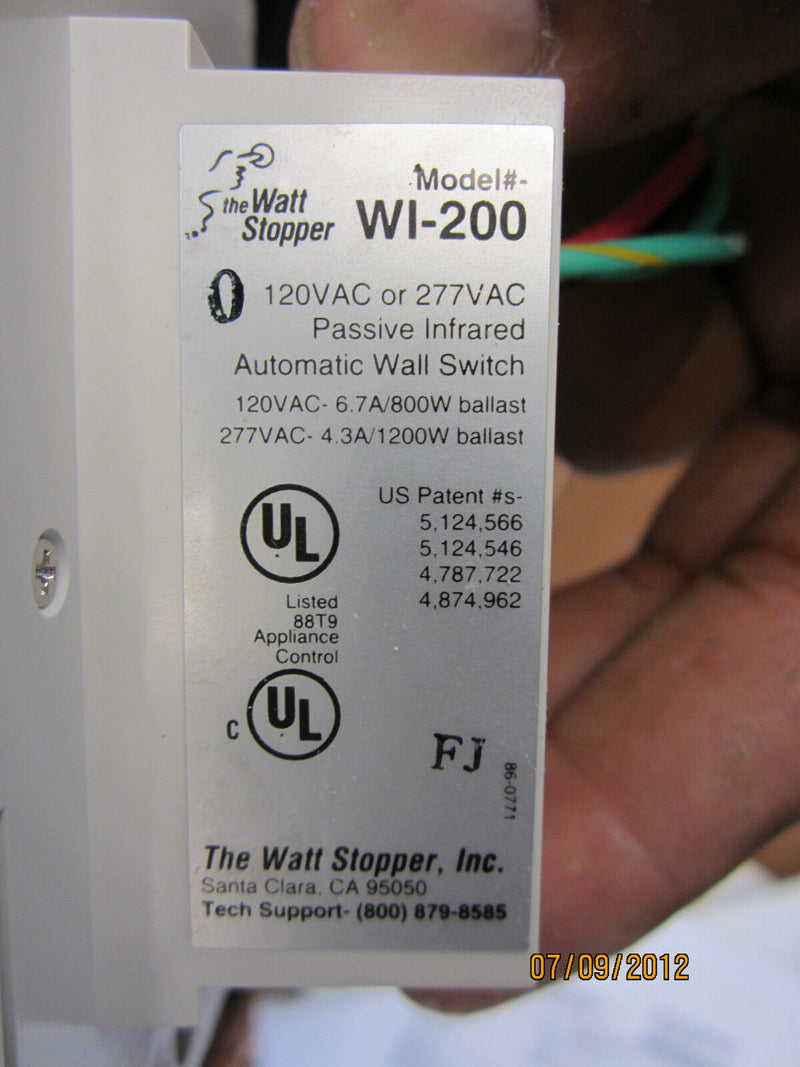 the Watt
Stopper
Model#-
WI-200
0 120VAC or 277VAC
Passive Infrared
Automatic Wall Switch
120VAC- 6.7A/800W ballast
277VAC- 4.3A/1200W ballast
UL
Listed
88T9
Appliance
Control
C UL
US Patent #s-
5,124,566
5,124,546
4,787,722
4,874,962
FJ
86-0771
The Watt Stopper, Inc.
Santa Clara, CA 95050
Tech Support- (800) 879-8585
07/09/2012